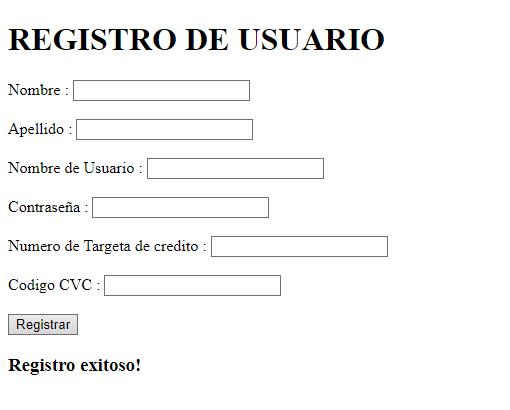 REGISTRO DE USUARIO
Nombre :
Apellido :
Nombre de Usuario :
Contraseña :
Numero de Targeta de credito :
Codigo CVC :
Registrar
Registro exitoso!